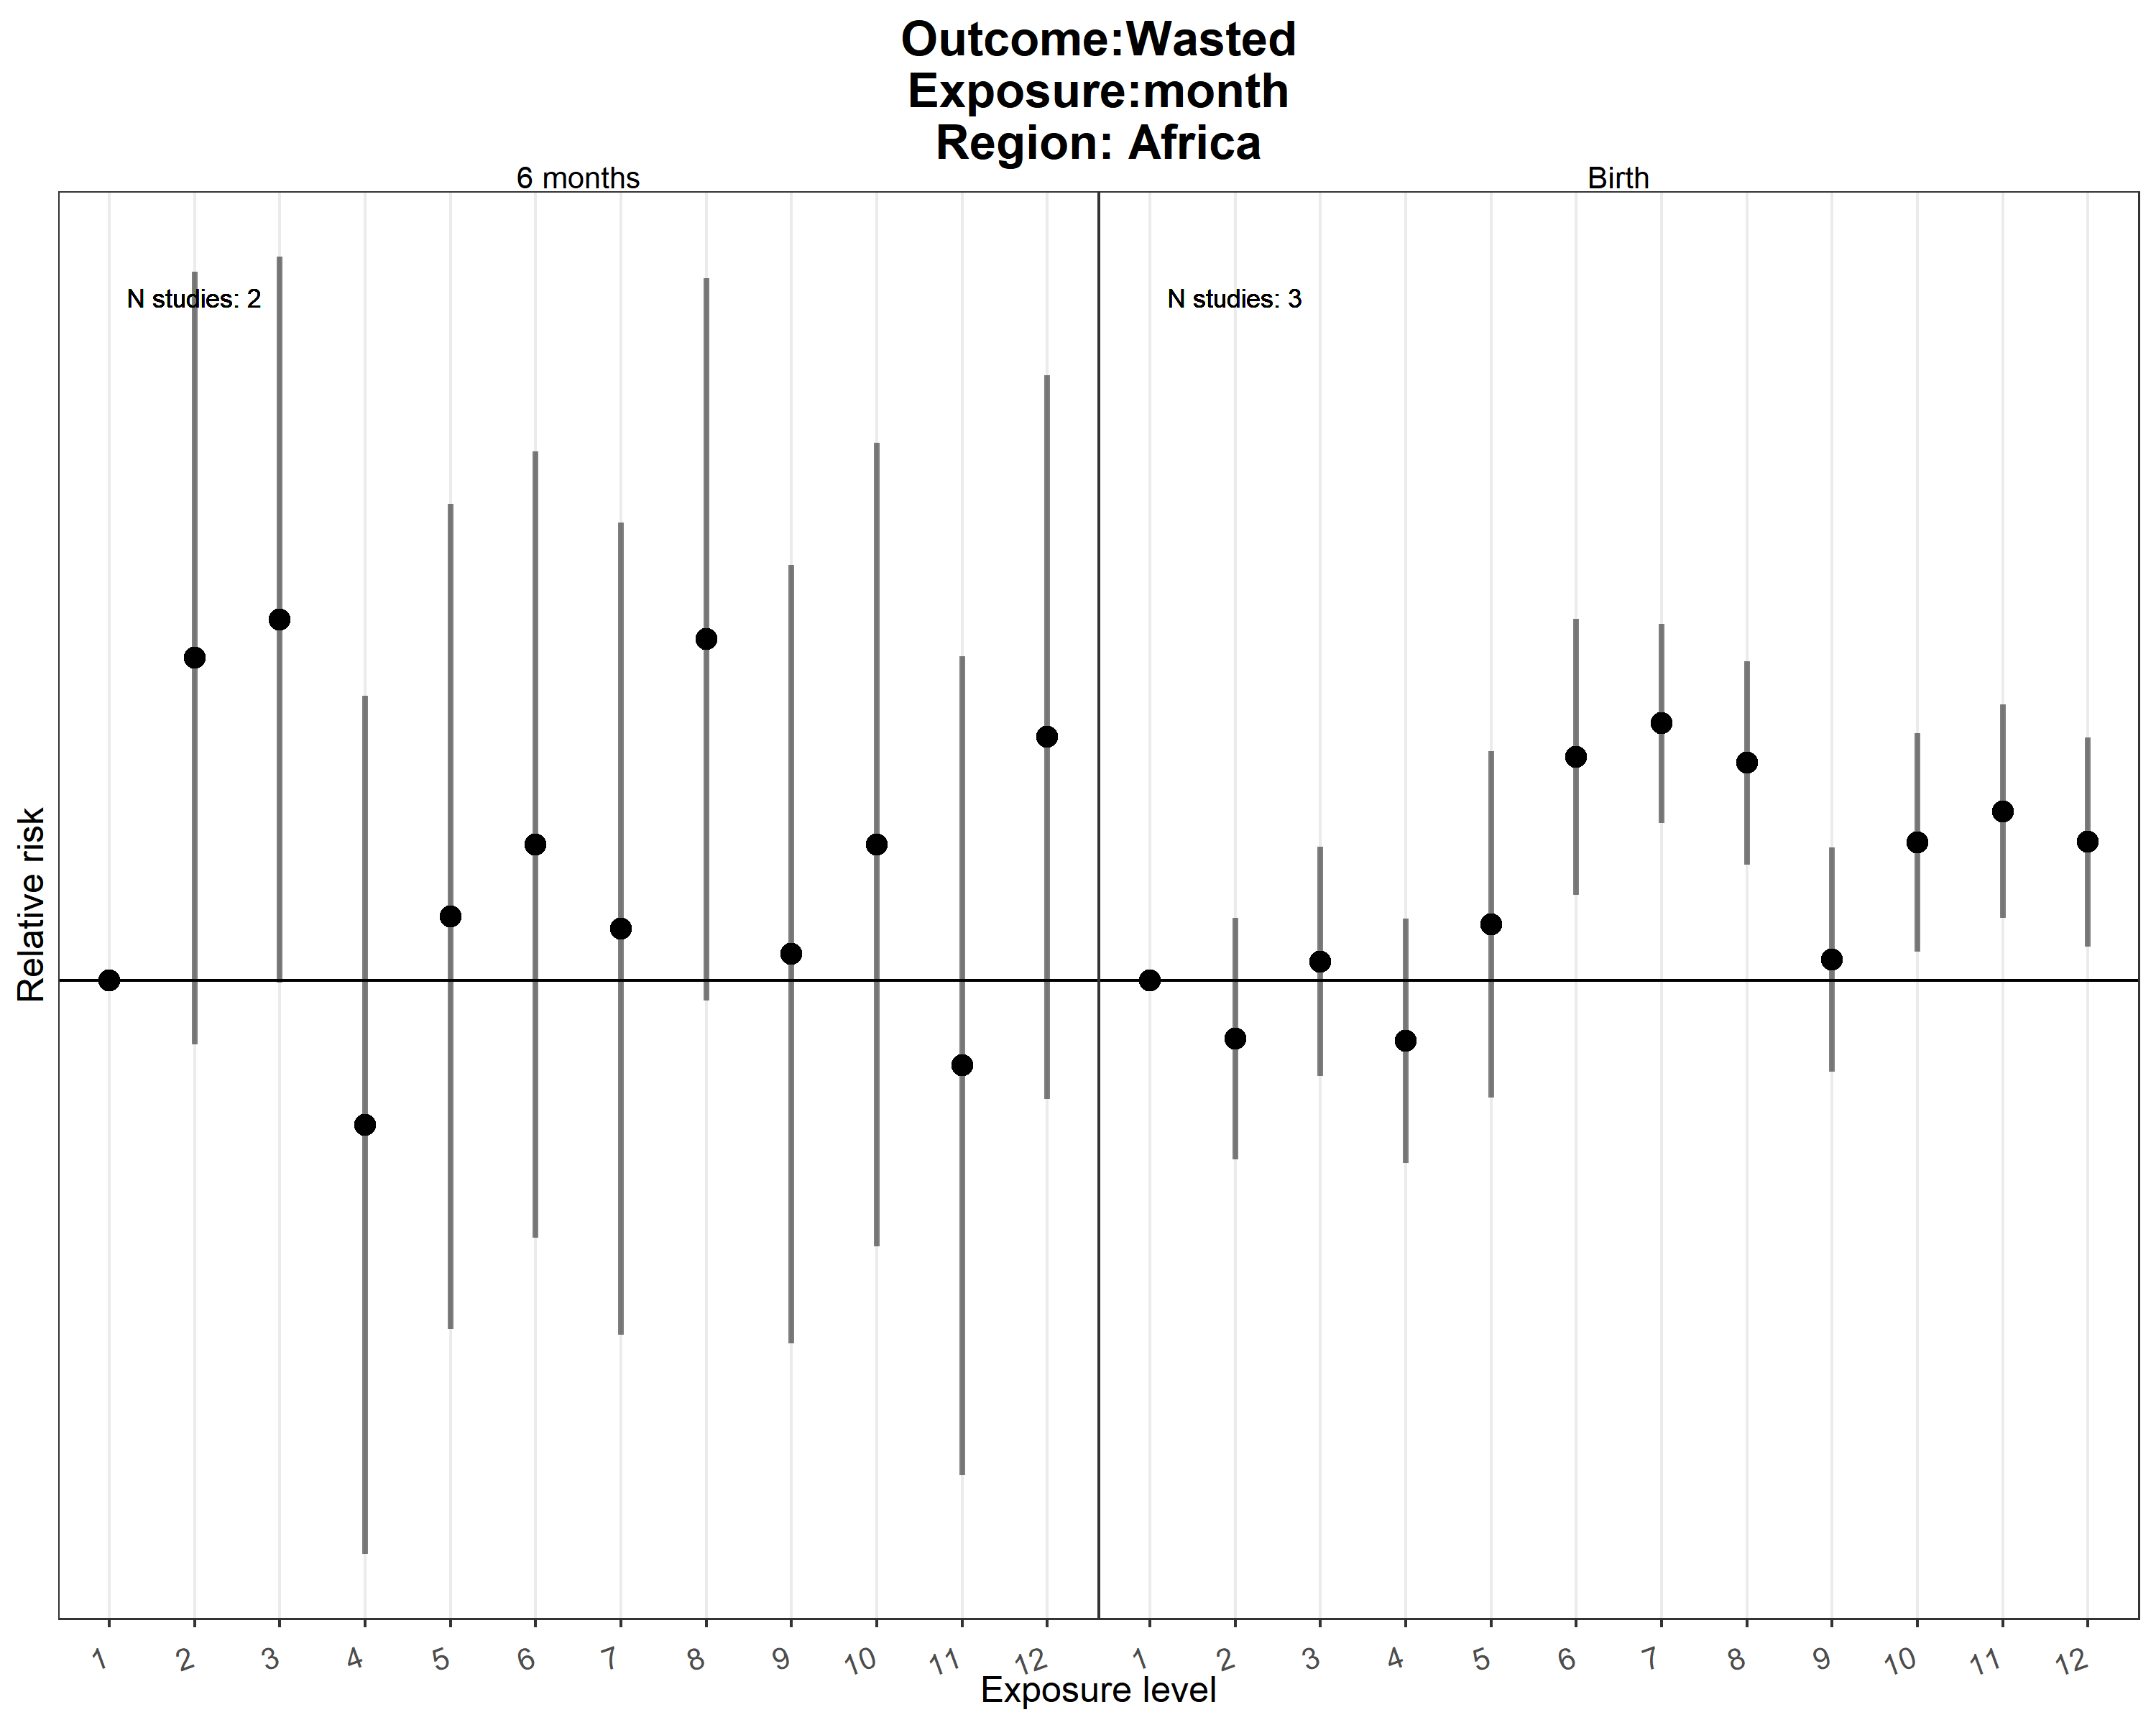 Outcome:Wasted
Exposure:month
Region: Africa
6 months
Birth
N studies: 2
N studies: 3
Relative risk
1 2 3 4 5 6 7 8 9 10 11 12
1 2 3 4 5 6 7 8 9 10 11 12
Exposure level